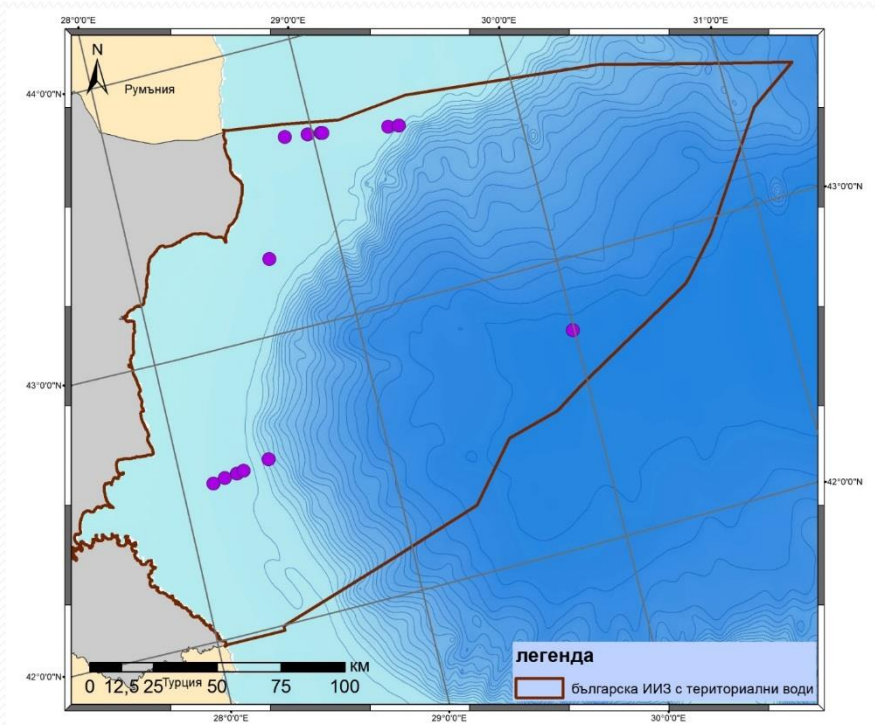 28°0'0"E 29°0'0"E 30°0'0"E 31°0'0"E
N
44°0'0"N
Румъния
43°0'0"N
43°0'0"N
42°0'0"N
легенда
българска ИИЗ с териториални води
км
0 12,5 25 50 75 100
Турция
42°0'0"N
28°0'0"E 29°0'0"E 30°0'0"E